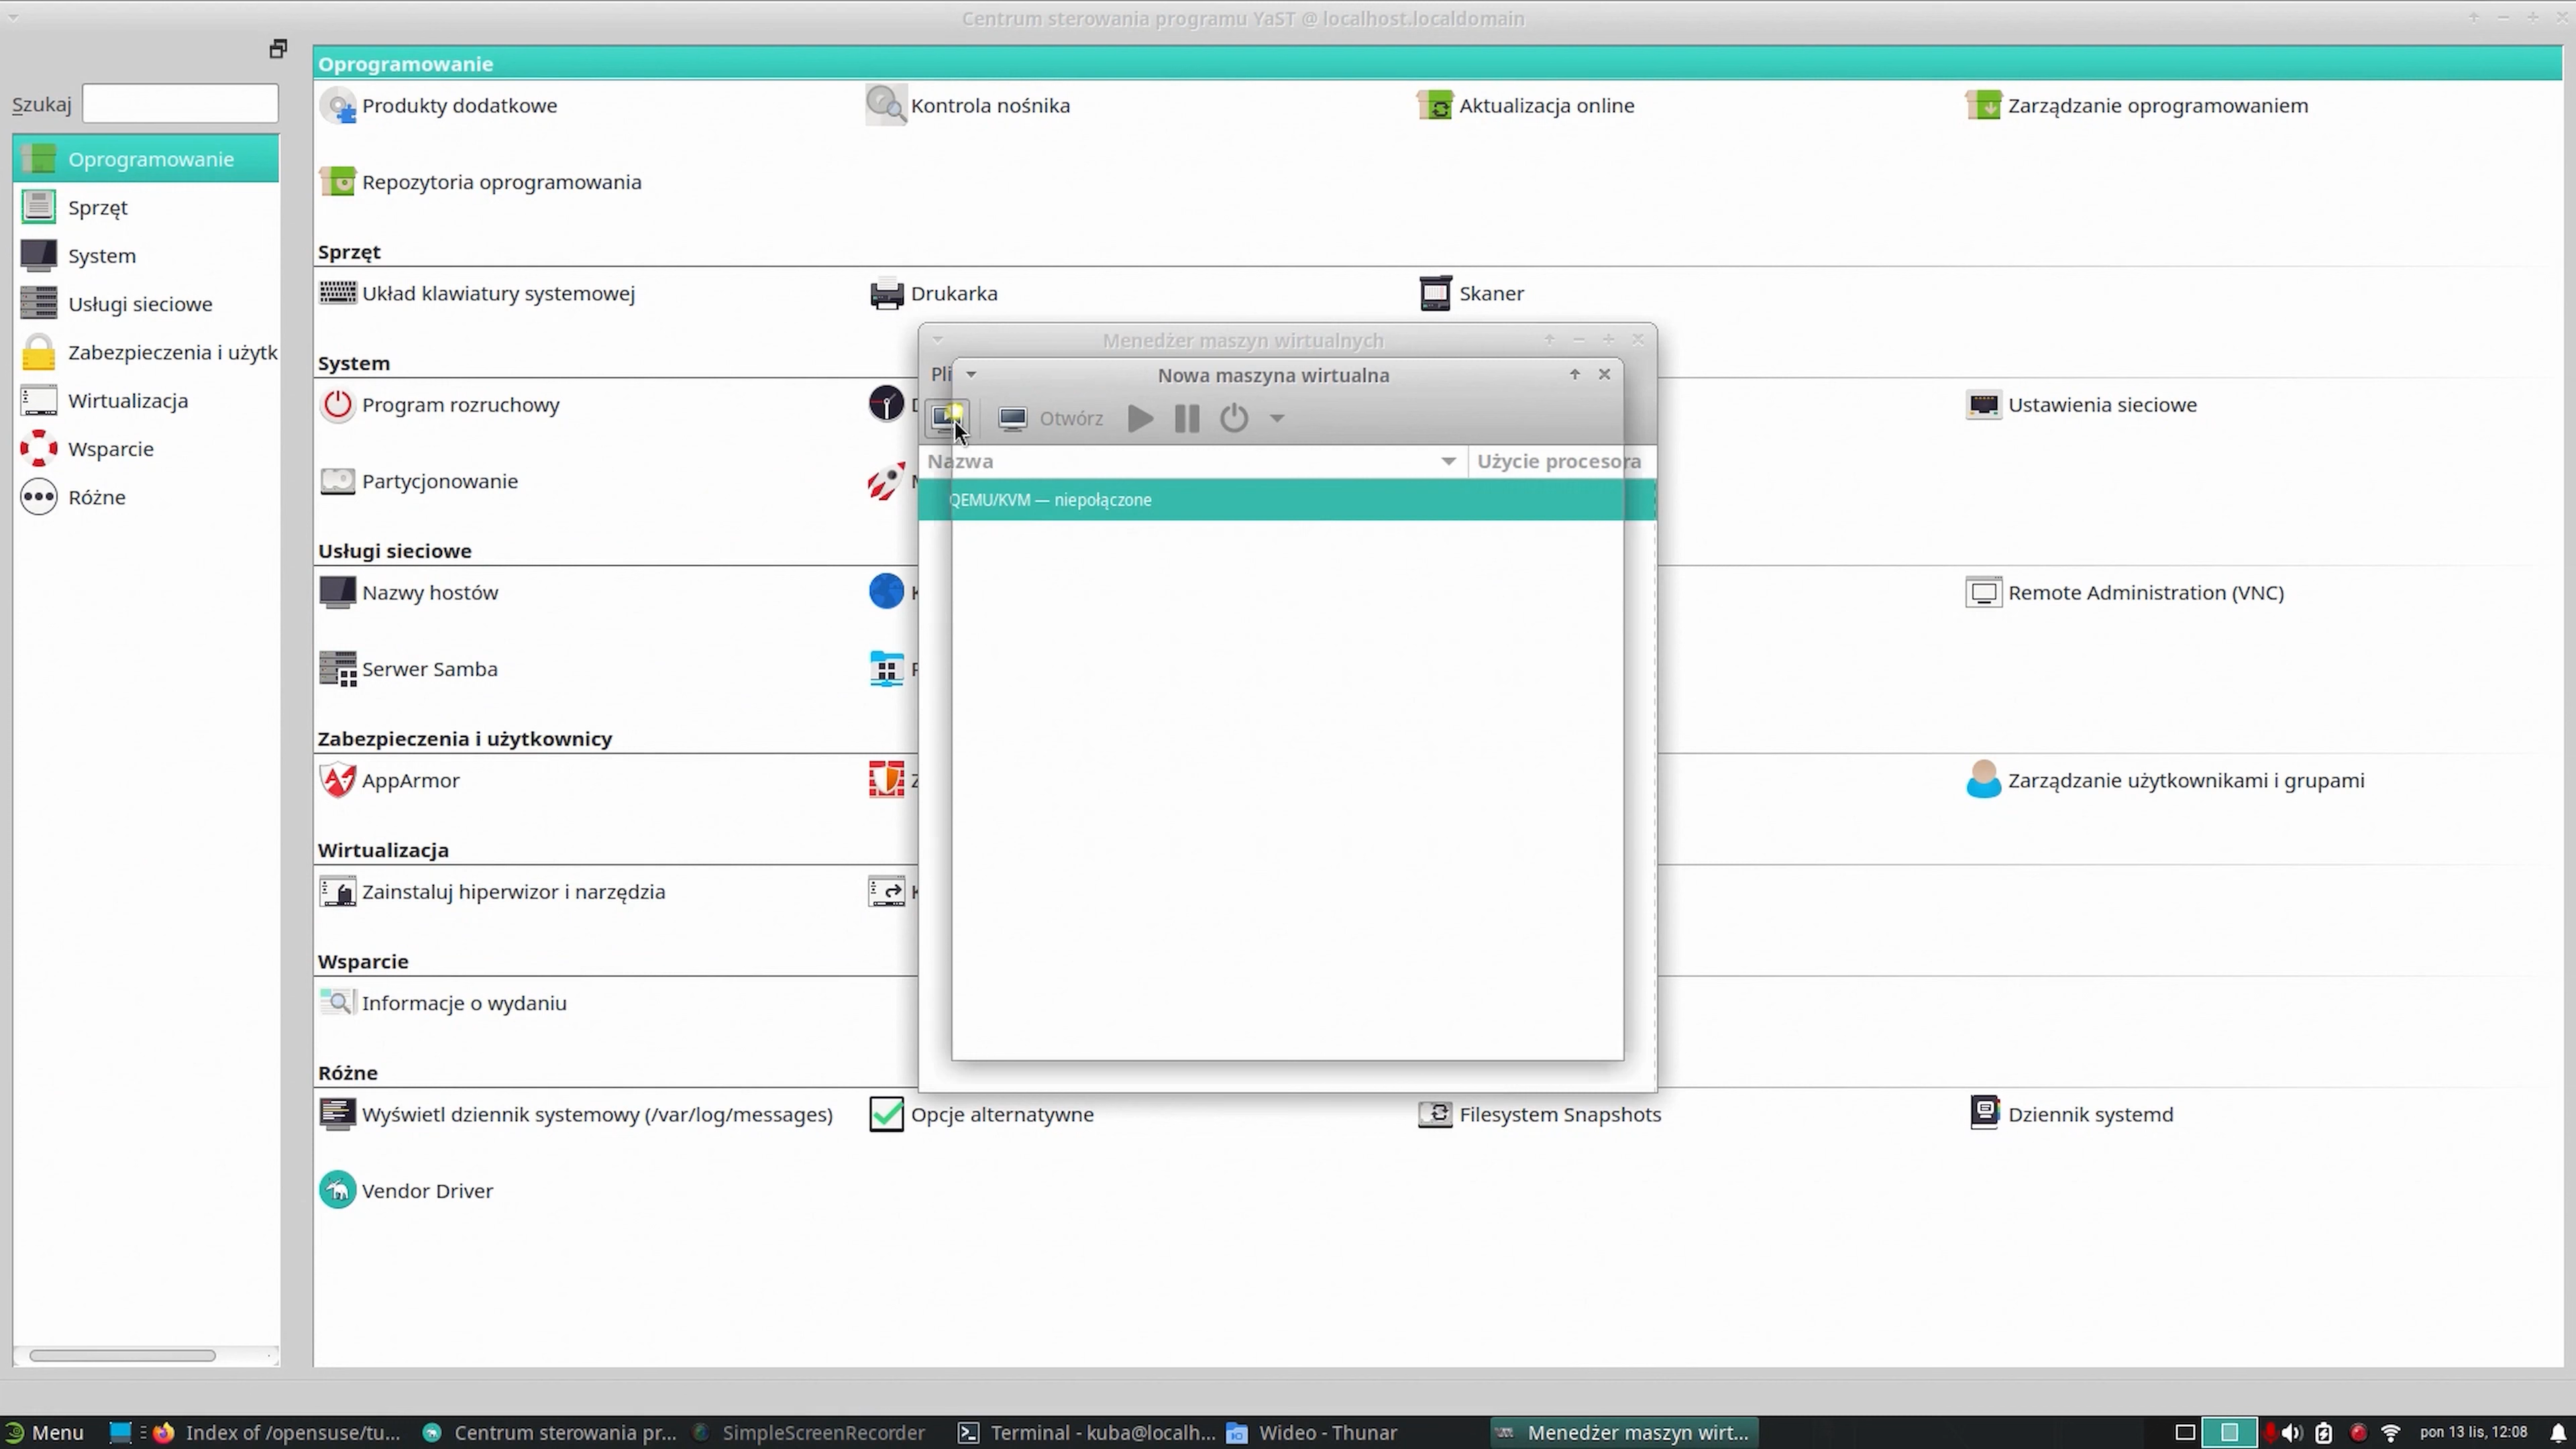 Centrum sterowania programu YaST @ localhost.localdomain
Szukaj
Oprogramowanie
Sprzęt
System
Usługi sieciowe
Zabezpieczenia i użytk
Wirtualizacja
Wsparcie
Różne
Oprogramowanie
Produkty dodatkowe
Kontrola nośnika
Aktualizacja online
Zarządzanie oprogramowaniem
Repozytoria oprogramowania
Sprzęt
Układ klawiatury systemowej
Drukarka
Skaner
System
Program rozruchowy
Ustawienia sieciowe
Partycjonowanie
Usługi sieciowe
Nazwy hostów
Remote Administration (VNC)
Serwer Samba
Zabezpieczenia i użytkownicy
AppArmor
Zarządzanie użytkownikami i grupami
Wirtualizacja
Zainstaluj hiperwizor i narzędzia
Wsparcie
Informacje o wydaniu
Różne
Wyświetl dziennik systemowy (/var/log/messages)
Opcje alternatywne
Filesystem Snapshots
Dziennik systemd
Vendor Driver
Menedżer maszyn wirtualnych
Pli
Nowa maszyna wirtualna
Otwórz
Nazwa
Użycie procesora
QEMU/KVM — niepołączone
Menu
Index of /opensuse/tu...
Centrum sterowania pr...
SimpleScreenRecorder
Terminal - kuba@localh...
Wideo - Thunar
Menedżer maszyn wirt...
pon 13 lis, 12:08